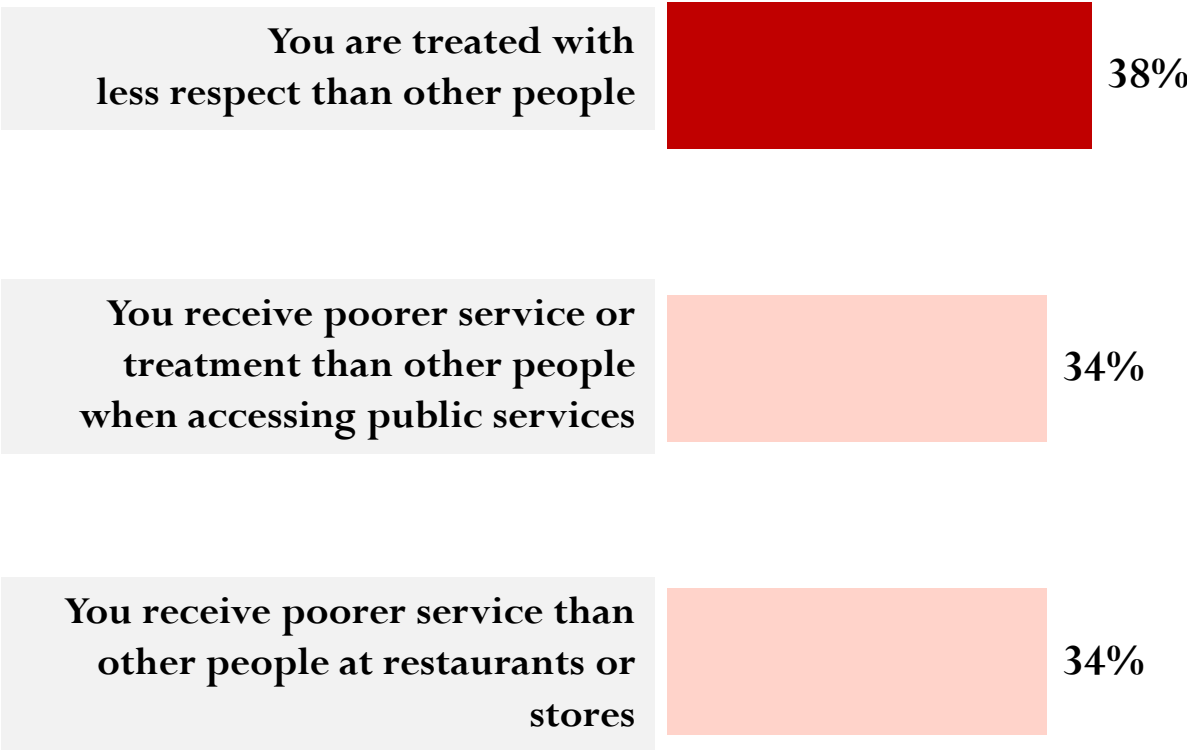 You are treated with
less respect than other people
38%
You receive poorer service or
treatment than other people
when accessing public services
34%
You receive poorer service than
other people at restaurants or
stores
34%